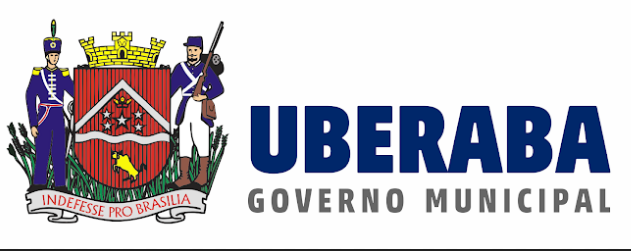 INDEFESSE PRO BRASILIA
UBERABA
GOVERNO MUNICIPAL